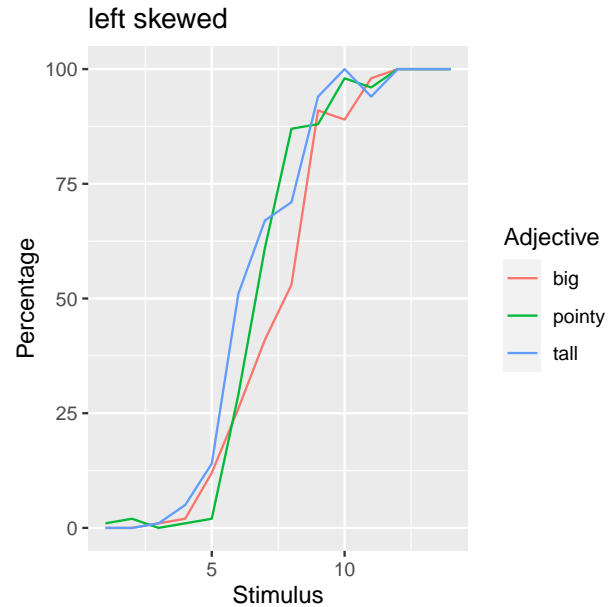 left skewed
100
75
50
25
0
Percentage
5
10
Stimulus
Adjective
big
pointy
tall